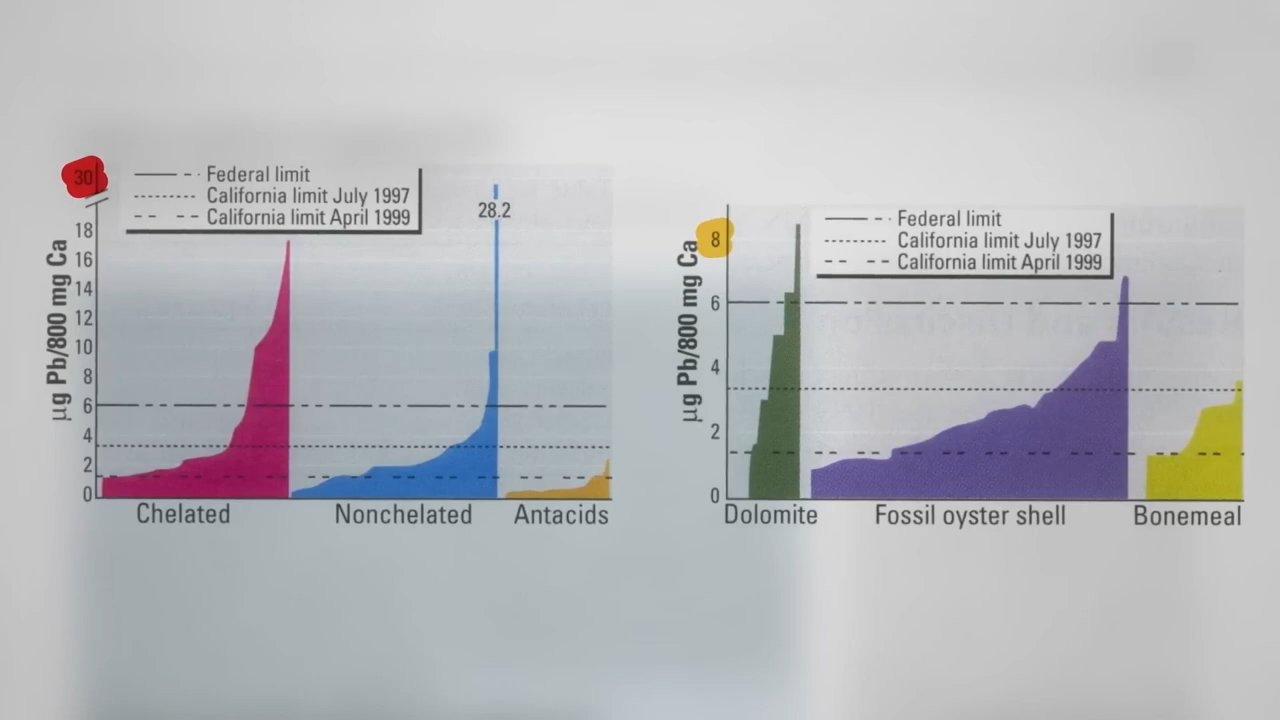 30
Federal limit
California limit July 1997
California limit April 1999
28.2
18
16
14
12
10
8
6
4
2
0
µg Pb/800 mg Ca
Chelated
Nonchelated
Antacids
Federal limit
California limit July 1997
California limit April 1999
8
6
4
2
0
µg Pb/800 mg Ca
Dolomite
Fossil oyster shell
Bonemeal